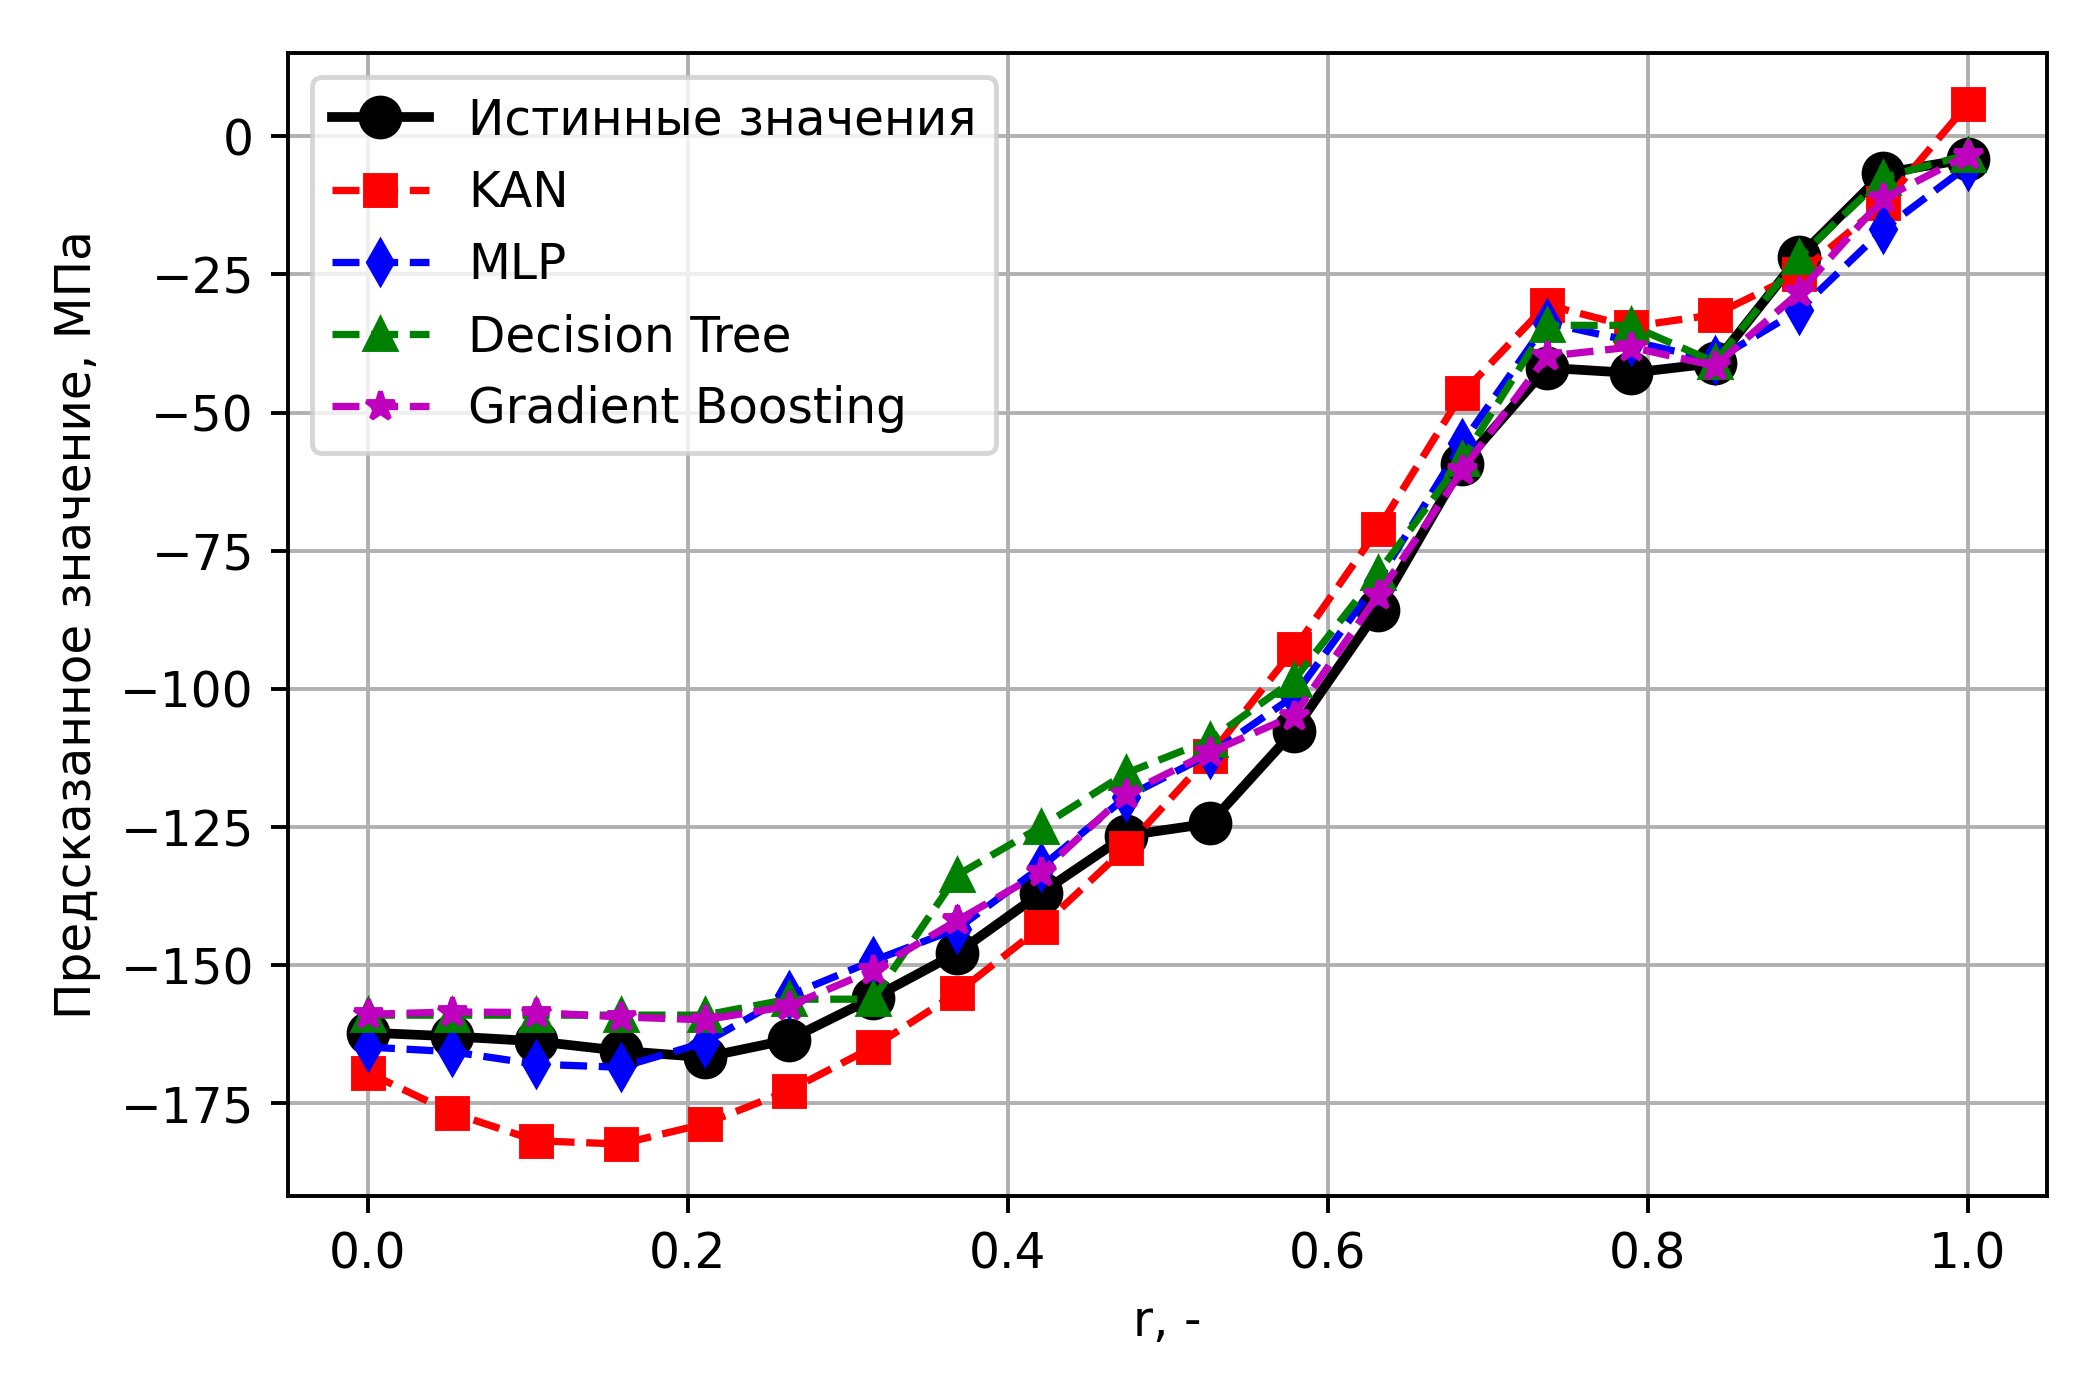 Истинные значения
KAN
MLP
Decision Tree
Gradient Boosting
Предсказанное значение, МПа
0
−25
−50
−75
−100
−125
−150
−175
0.0 0.2 0.4 0.6 0.8 1.0
r, -